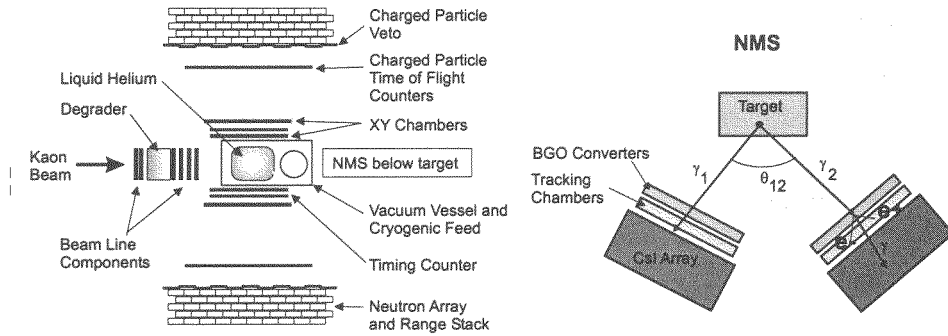 Charged Particle
Veto
Charged Particle
Time of Flight
Counters
Liquid Helium
Degrader
XY Chambers
Kaon
Beam
NMS below target
Vacuum Vessel and
Cryogenic Feed
Beam Line
Components
Timing Counter
Neutron Array
and Range Stack
NMS
Target
BGO Converters
Tracking
Chambers
γ1
θ12
γ2
e
e
γ
CsI Array